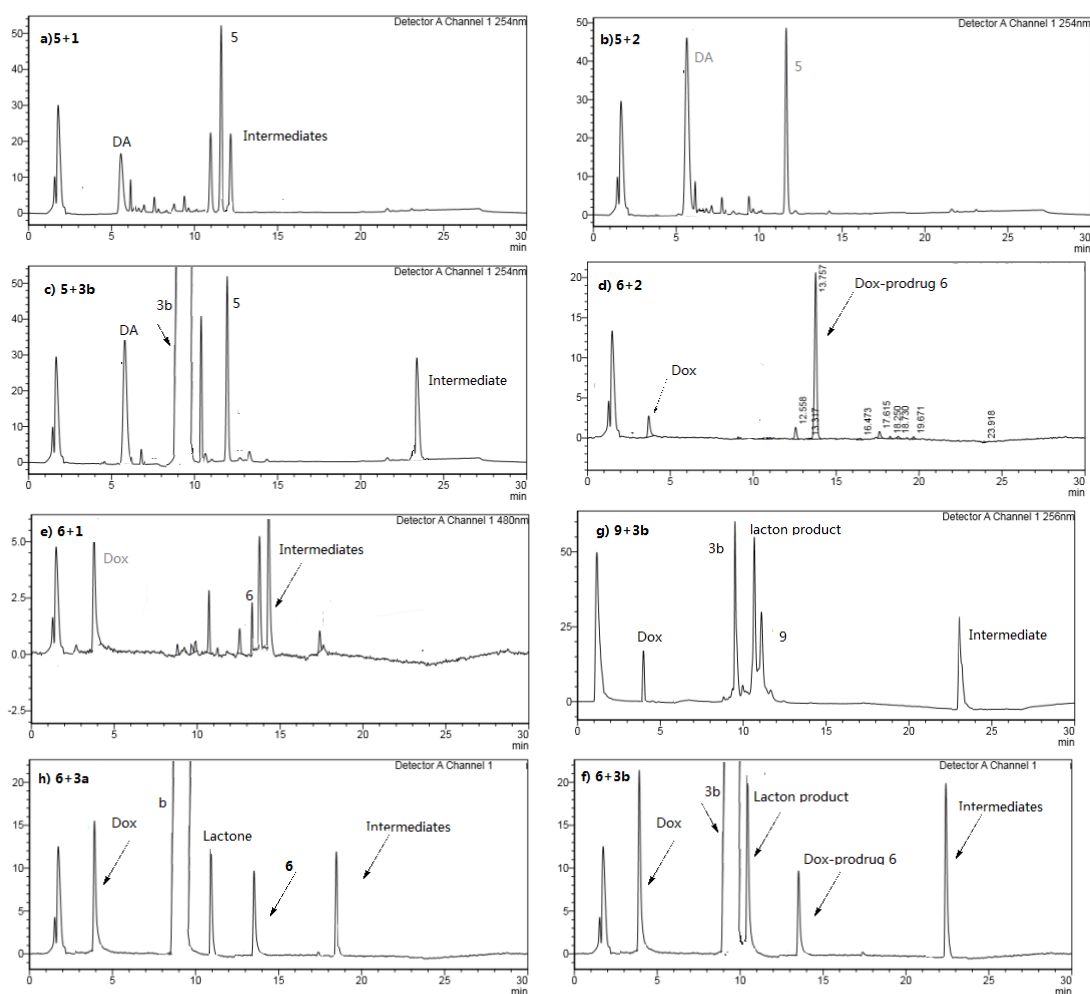 Detector A Channel 1 254nm
a)5+1
50
40
30
20
10
0
DA
5
Intermediates
0 5 10 15 20 25 30
min
Detector A Channel 1 254nm
b)5+2
50
40
30
20
10
0
DA
5
0 5 10 15 20 25 30
min
Detector A Channel 1 254nm
c) 5+3b
50
40
30
20
10
0
3b
DA
5
Intermediate
0 5 10 15 20 25 30
min
d) 6+2
20
15
10
5
0
Dox
13.757
Dox-prodrug 6
12.558
13.317
16.473
17.615
18.250
18.730
19.671
23.918
0 5 10 15 20 25 30
min
Detector A Channel 1 480nm
e) 6+1
5.0
2.5
0.0
-2.5
Dox
6
Intermediates
0 5 10 15 20 25 30
min
Detector A Channel 1 256nm
g) 9+3b
50
25
0
3b
lacton product
Dox
9
Intermediate
0 5 10 15 20 25 30
min
Detector A Channel 1
h) 6+3a
20
15
10
5
0
b
Dox
Lactone
6
Intermediates
0 5 10 15 20 25 30
min
Detector A Channel 1
f) 6+3b
20
15
10
5
0
3b
Lacton product
Dox
Intermediates
Dox-prodrug 6
0 5 10 15 20 25 30
min